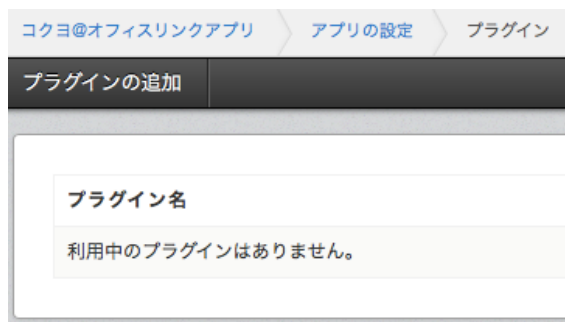 コクヨ@オフィスリンクアプリ アプリの設定 プラグイン
プラグインの追加
プラグイン名
利用中のプラグインはありません。